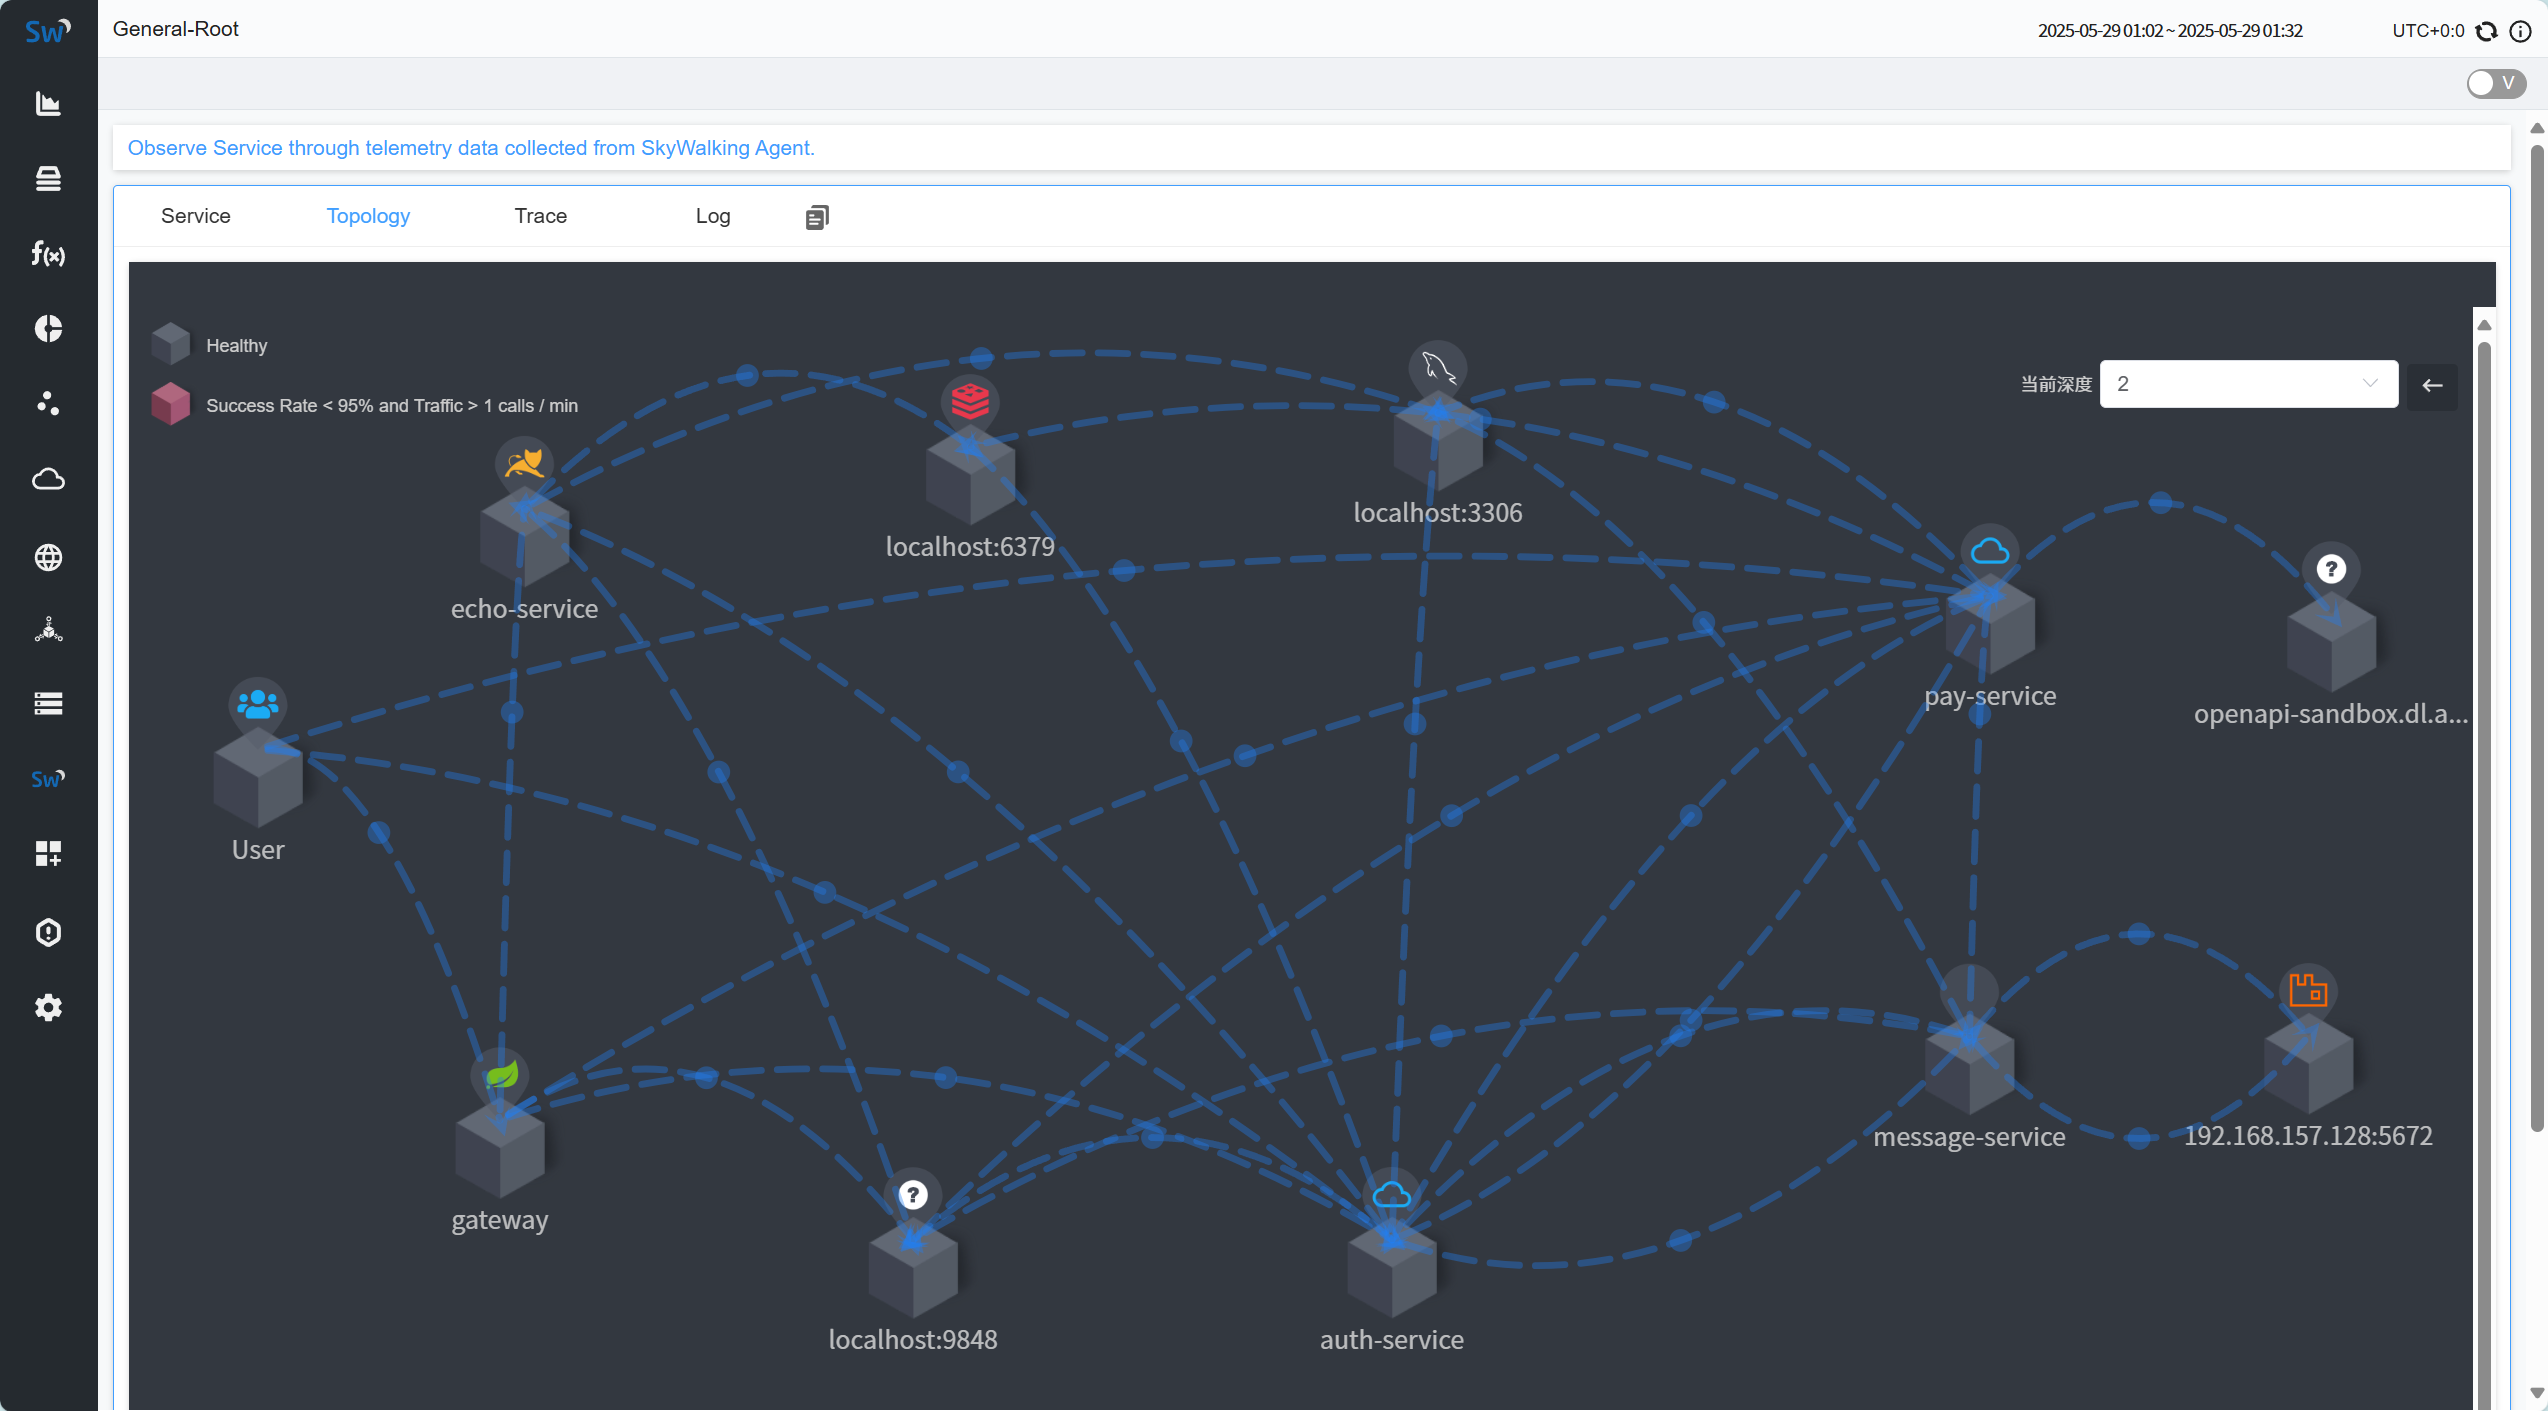 Sw
General-Root
2025-05-29 01:02 ~ 2025-05-29 01:32
UTC+0:0
V
Observe Service through telemetry data collected from SkyWalking Agent.
Service
Topology
Trace
Log
Healthy
Success Rate < 95% and Traffic > 1 calls / min
当前深度
2
f(x)
localhost:3306
localhost:6379
echo-service
pay-service
openapi-sandbox.dl.a...
Sw
User
message-service
192.168.157.128:5672
gateway
localhost:9848
auth-service